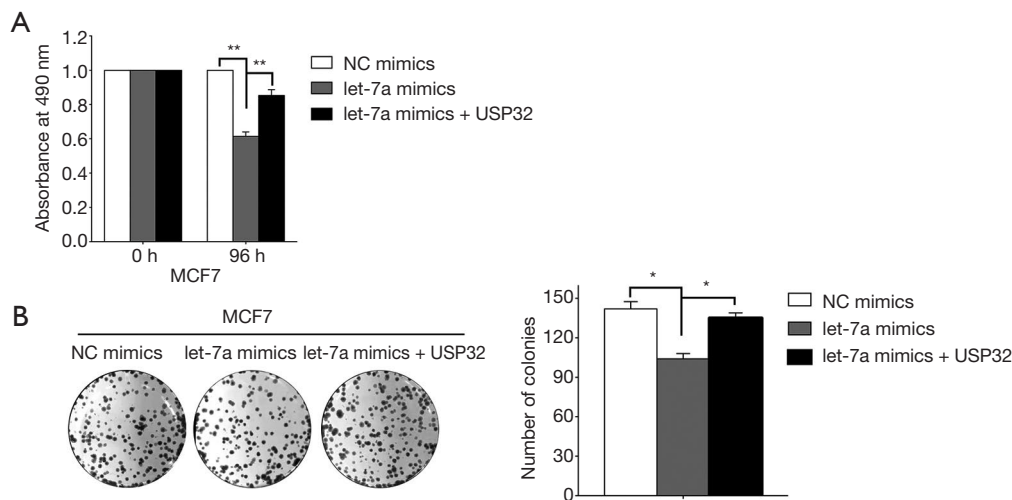 A
Absorbance at 490 nm
1.2
1.0
0.8
0.6
0.4
0.2
0.0
** **
0 h 96 h
MCF7
NC mimics
let-7a mimics
let-7a mimics + USP32
B
MCF7
NC mimics let-7a mimics let-7a mimics + USP32
Number of colonies
150
120
90
60
30
0
* *
NC mimics
let-7a mimics
let-7a mimics + USP32